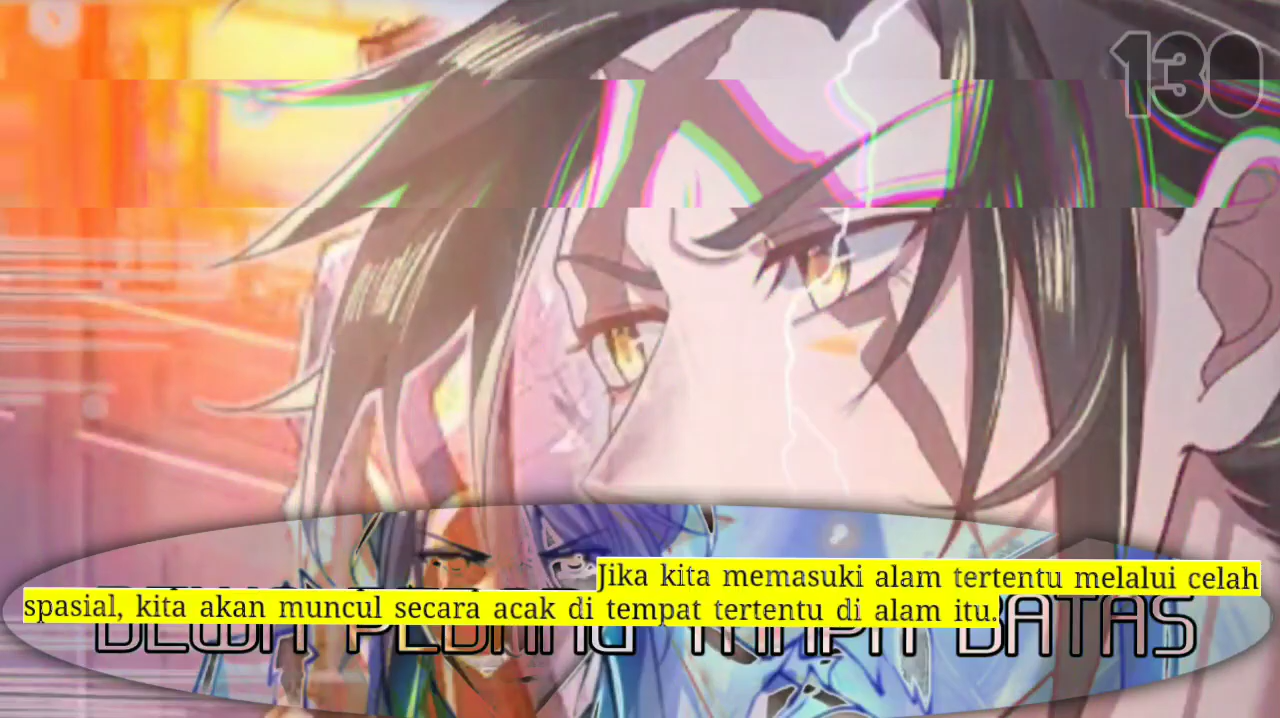 130
Jika kita memasuki alam tertentu melalui celah
spasial, kita akan muncul secara acak di tempat tertentu di alam itu.
DEWA PEDANG TANPA BATAS